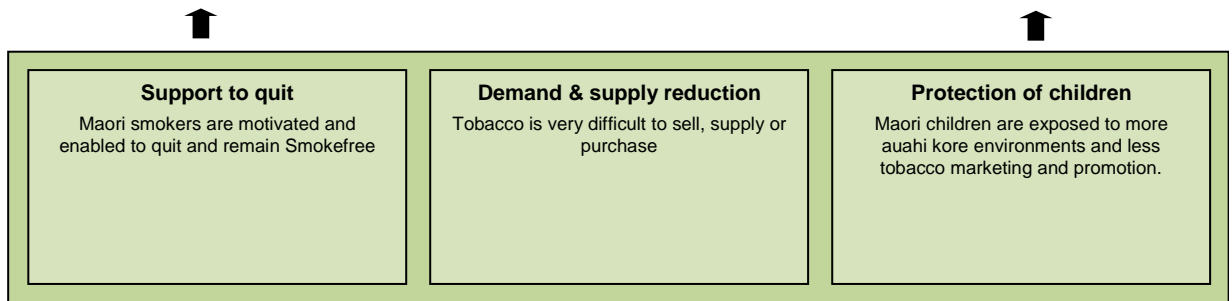 Support to quit
Maori smokers are motivated and
enabled to quit and remain Smokefree
Demand & supply reduction
Tobacco is very difficult to sell, supply or
purchase
Protection of children
Maori children are exposed to more
auahi kore environments and less
tobacco marketing and promotion.